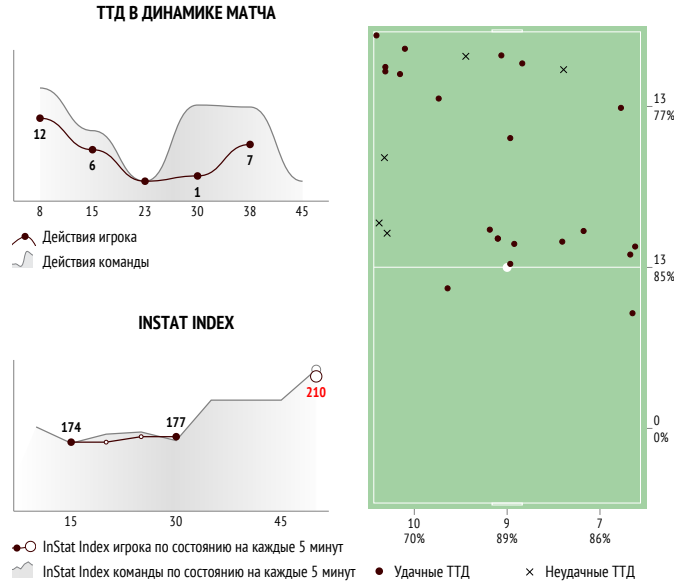 ТТД В ДИНАМИКЕ МАТЧА
12
6
1
7
8 15 23 30 38 45
Действия игрока
Действия команды
INSTAT INDEX
174
177
210
15 30 45
InStat Index игрока по состоянию на каждые 5 минут
InStat Index команды по состоянию на каждые 5 минут
13
77%
13
85%
0
0%
10 9 7
70% 89% 86%
Удачные ТТД
Неудачные ТТД